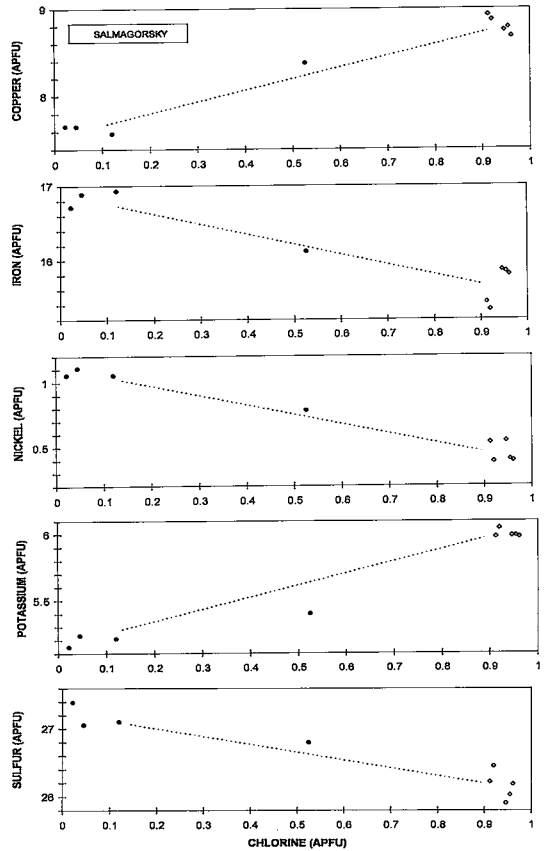 SALMAGORSKY
COPPER (APFU)
9
8
0 0.1 0.2 0.3 0.4 0.5 0.6 0.7 0.8 0.9 1
IRON (APFU)
17
16
0 0.1 0.2 0.3 0.4 0.5 0.6 0.7 0.8 0.9 1
NICKEL (APFU)
1
0.5
0 0.1 0.2 0.3 0.4 0.5 0.6 0.7 0.8 0.9 1
POTASSIUM (APFU)
6
5.5
0 0.1 0.2 0.3 0.4 0.5 0.6 0.7 0.8 0.9 1
SULFUR (APFU)
27
26
0 0.1 0.2 0.3 0.4 0.5 0.6 0.7 0.8 0.9 1
CHLORINE (APFU)